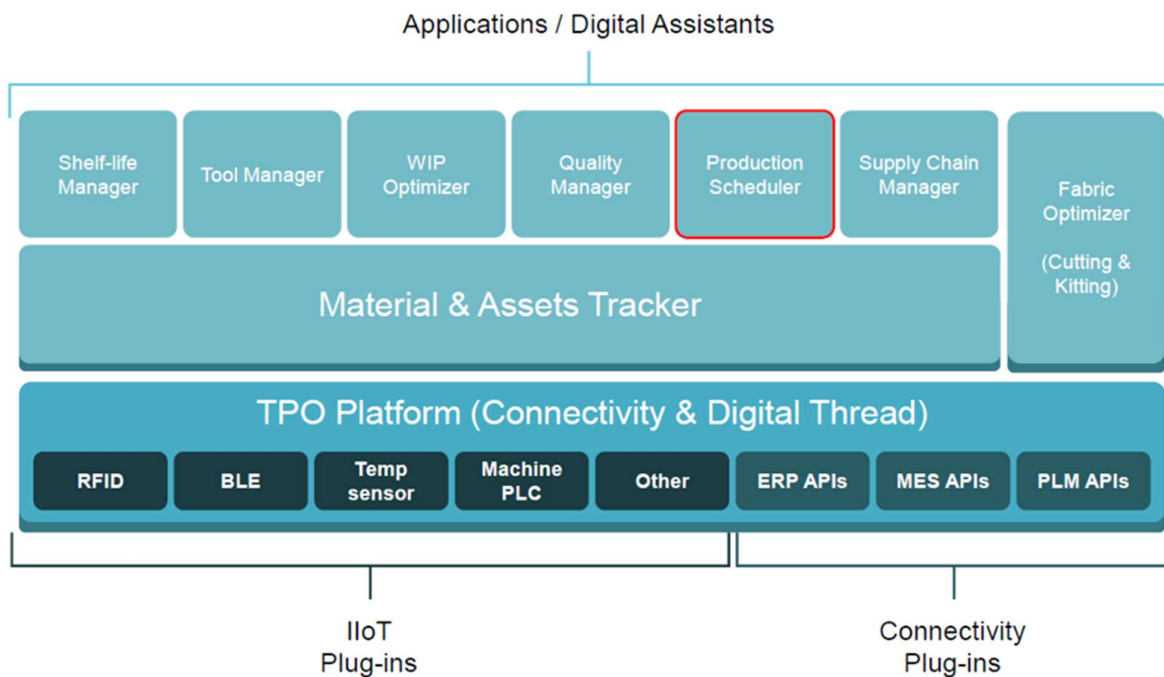 Applications / Digital Assistants
Shelf-life
Manager
Tool Manager
WIP
Optimizer
Quality
Manager
Production
Scheduler
Supply Chain
Manager
Fabric
Optimizer
(Cutting &
Kitting)
Material & Assets Tracker
TPO Platform (Connectivity & Digital Thread)
RFID
BLE
Temp
sensor
Machine
PLC
Other
ERP APIs
MES APIs
PLM APIs
IIoT
Plug-ins
Connectivity
Plug-ins